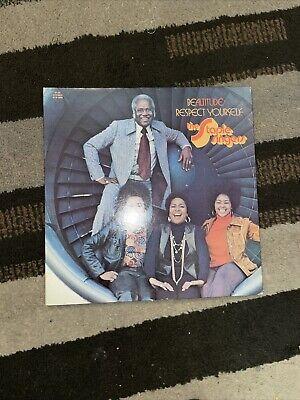 BEALTITUDE
RESPECT YOURSELF
the
Staple
Singers